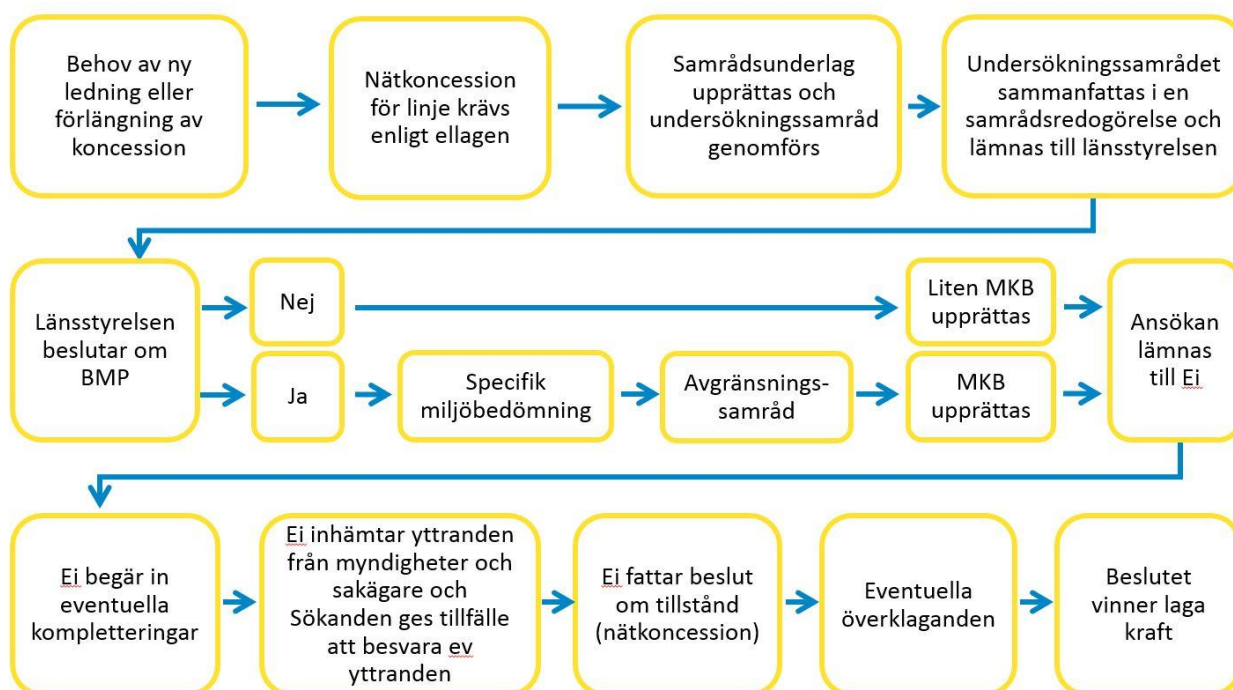 Behov av ny
ledning eller
förlängning av
koncession
Nätkoncession
för linje krävs
enligt ellagen
Samrådsunderlag
upprättas och
undersökningssamråd
genomförs
Undersökningssamrådet
sammanfattas i en
samrådsredogörelse och
lämnas till länsstyrelsen
Länsstyrelsen
beslutar om
BMP
Nej
Liten MKB
upprättas
Ja
Specifik
miljöbedömning
Avgränsnings-
samråd
MKB
upprättas
Ansökan
lämnas
till Ei
Ei begär in
eventuella
kompletteringar
Ei inhämtar yttranden
från myndigheter och
sakägare och
Sökanden ges tillfälle
att besvara ev
yttranden
Ei fattar beslut
om tillstånd
(nätkoncession)
Eventuella
överklaganden
Beslutet
vinner laga
kraft